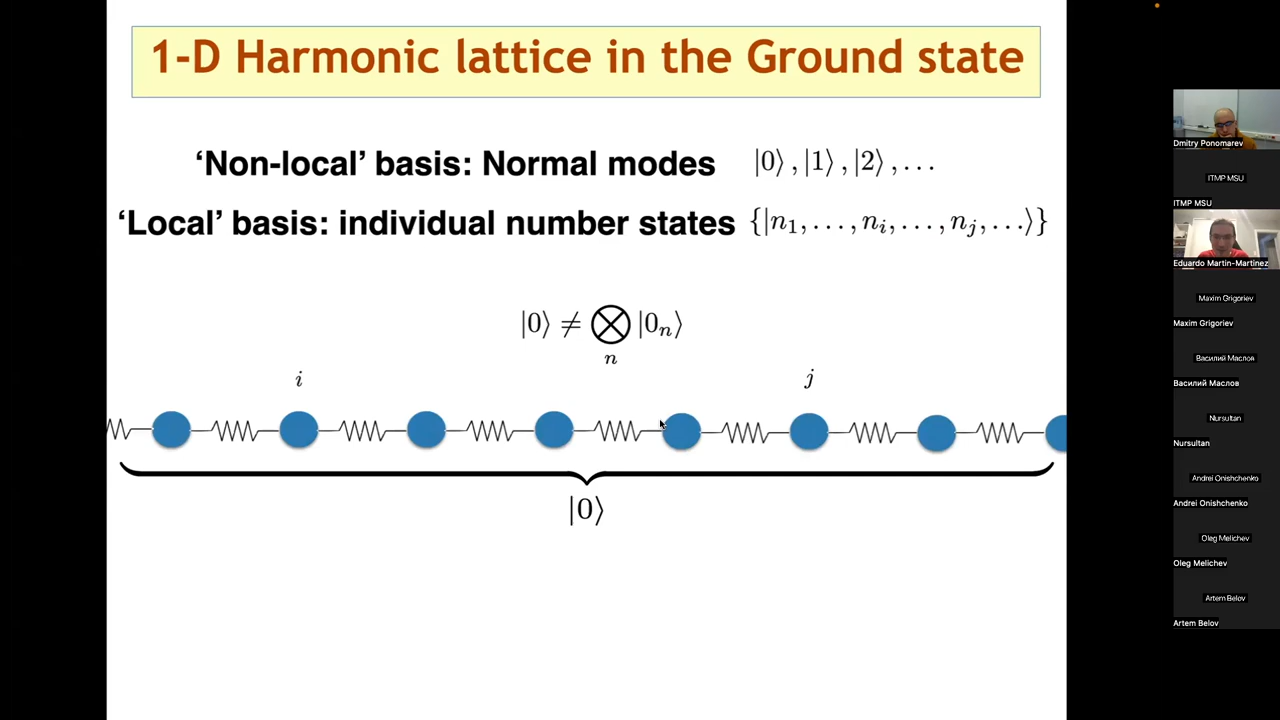 1-D Harmonic lattice in the Ground state
‘Non-local’ basis: Normal modes |0⟩, |1⟩, |2⟩, ...
‘Local’ basis: individual number states {|n₁, ..., nᵢ, ..., nⱼ, ...⟩}
|0⟩ ≠ ⨂ₙ |0ₙ⟩
i j
|0⟩
Dmitry Ponomarev
ITMP MSU
ITMP MSU
Eduardo Martin-Martinez
Maxim Grigoriev
Maxim Grigoriev
Василий Маслов
Василий Маслов
Nursultan
Nursultan
Andrei Onishchenko
Andrei Onishchenko
Oleg Melichev
Oleg Melichev
Artem Belov
Artem Belov